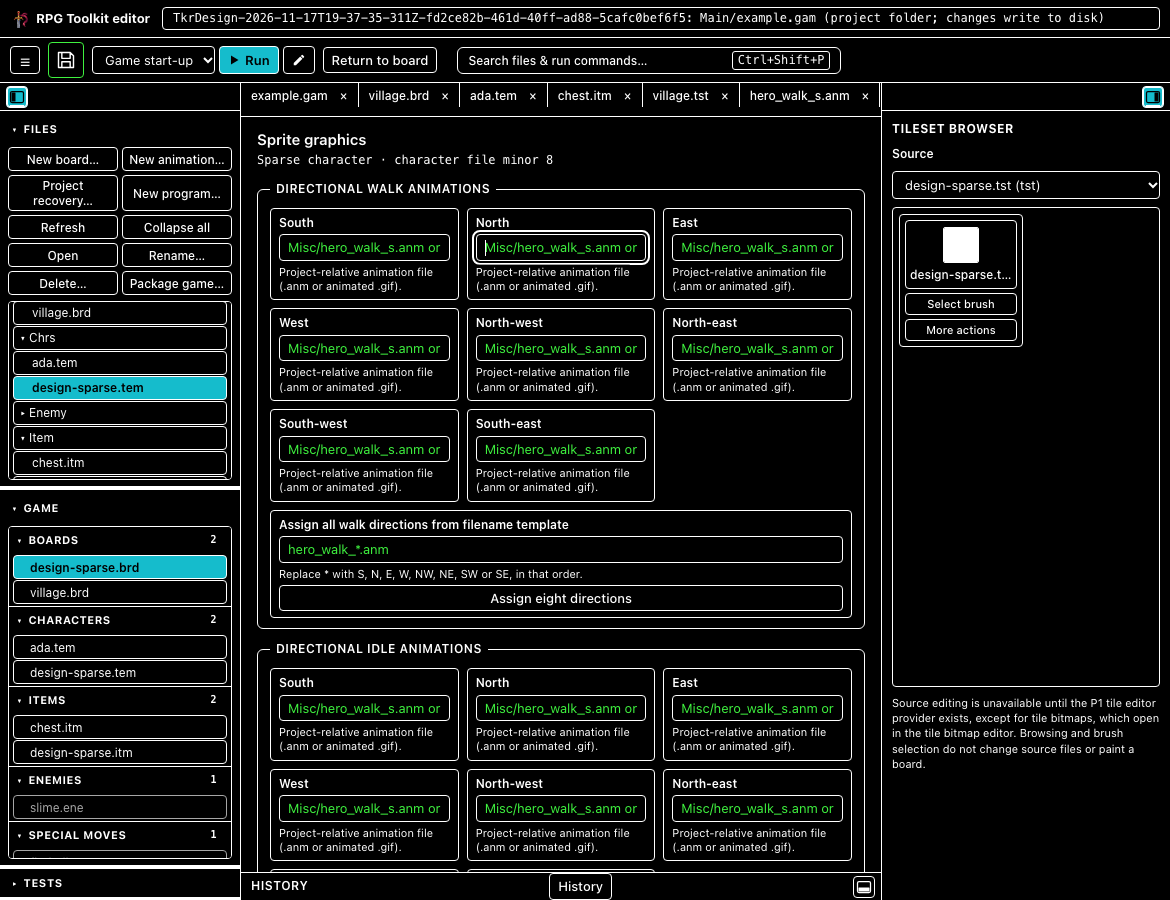 RPG Toolkit editor
TkrDesign-2026-11-17T19-37-35-311Z-fd2ce82b-461d-40ff-ad88-5cafc0bef6f5: Main/example.gam (project folder; changes write to disk)
Game start-up
Run
Return to board
Search files & run commands...
Ctrl+Shift+P
FILES
New board...
New animation...
Project recovery...
New program...
Refresh
Collapse all
Open
Rename...
Delete...
Package game...
village.brd
Chrs
ada.tem
design-sparse.tem
Enemy
Item
chest.itm
GAME
BOARDS 2
design-sparse.brd
village.brd
CHARACTERS 2
ada.tem
design-sparse.tem
ITEMS 2
chest.itm
design-sparse.itm
ENEMIES 1
slime.ene
SPECIAL MOVES 1
TESTS
example.gam ×
village.brd ×
ada.tem ×
chest.itm ×
village.tst ×
hero_walk_s.anm ×
Sprite graphics
Sparse character · character file minor 8
DIRECTIONAL WALK ANIMATIONS
South
Misc/hero_walk_s.anm or
Project-relative animation file
(.anm or animated .gif).
North
Misc/hero_walk_s.anm or
Project-relative animation file
(.anm or animated .gif).
East
Misc/hero_walk_s.anm or
Project-relative animation file
(.anm or animated .gif).
West
Misc/hero_walk_s.anm or
Project-relative animation file
(.anm or animated .gif).
North-west
Misc/hero_walk_s.anm or
Project-relative animation file
(.anm or animated .gif).
North-east
Misc/hero_walk_s.anm or
Project-relative animation file
(.anm or animated .gif).
South-west
Misc/hero_walk_s.anm or
Project-relative animation file
(.anm or animated .gif).
South-east
Misc/hero_walk_s.anm or
Project-relative animation file
(.anm or animated .gif).
Assign all walk directions from filename template
hero_walk_*.anm
Replace * with S, N, E, W, NW, NE, SW or SE, in that order.
Assign eight directions
DIRECTIONAL IDLE ANIMATIONS
South
Misc/hero_walk_s.anm or
Project-relative animation file
(.anm or animated .gif).
North
Misc/hero_walk_s.anm or
Project-relative animation file
(.anm or animated .gif).
East
Misc/hero_walk_s.anm or
Project-relative animation file
(.anm or animated .gif).
West
Misc/hero_walk_s.anm or
Project-relative animation file
(.anm or animated .gif).
North-west
Misc/hero_walk_s.anm or
Project-relative animation file
(.anm or animated .gif).
North-east
Misc/hero_walk_s.anm or
Project-relative animation file
(.anm or animated .gif).
HISTORY
History
TILESET BROWSER
Source
design-sparse.tst (tst)
design-sparse.t...
Select brush
More actions
Source editing is unavailable until the P1 tile editor
provider exists, except for tile bitmaps, which open
in the tile bitmap editor. Browsing and brush
selection do not change source files or paint a
board.